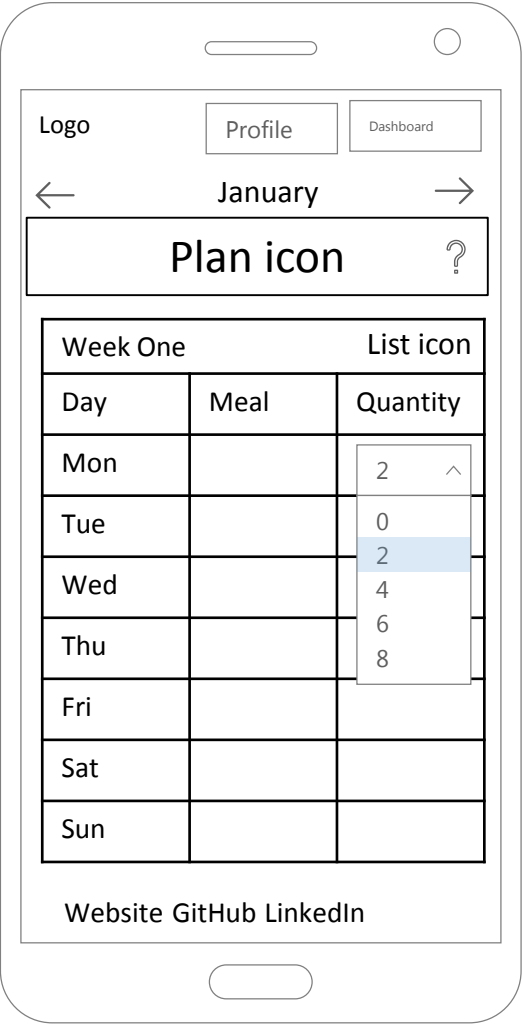 Logo Profile Dashboard
January
Plan icon ?
Week One List icon
Day Meal Quantity
Mon 2
Tue 0
2
Wed 4
6
Thu 8
Fri
Sat
Sun
Website GitHub LinkedIn